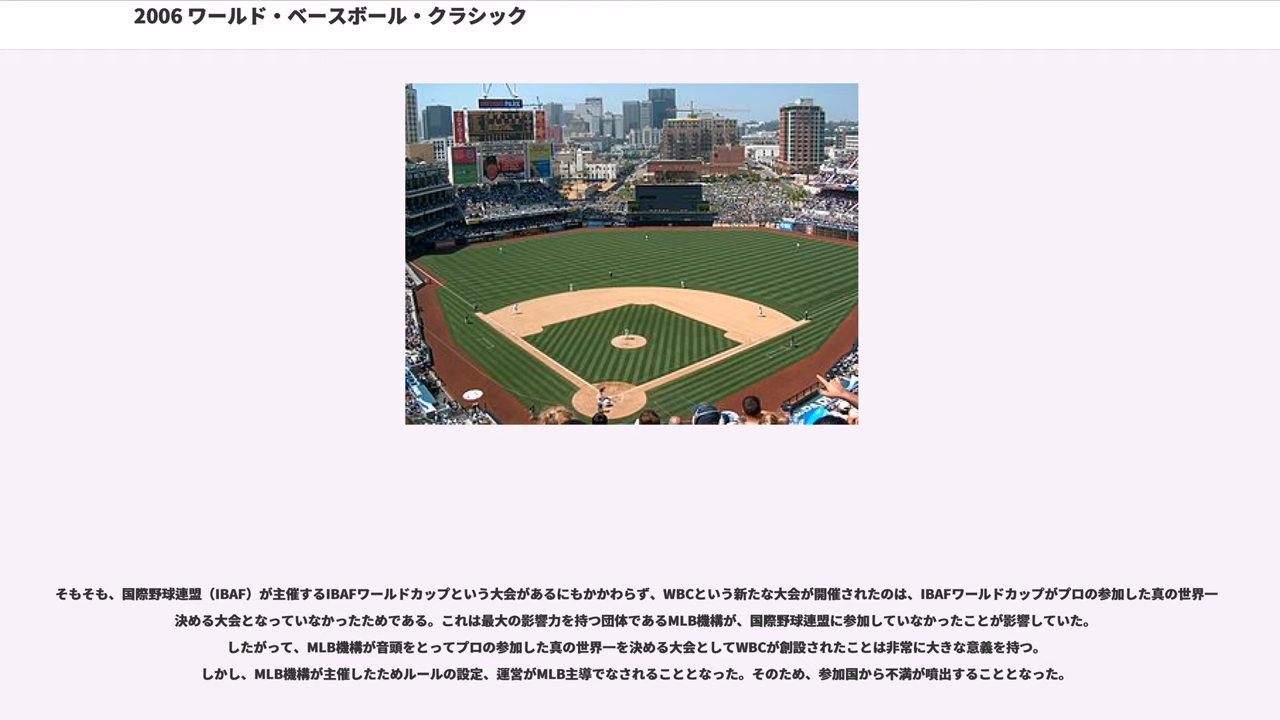 2006 ワールド・ベースボール・クラシック
そもそも、国際野球連盟（IBAF）が主催するIBAFワールドカップという大会があるにもかかわらず、WBCという新たな大会が開催されたのは、IBAFワールドカップがプロの参加した真の世界一
決める大会となっていなかったためである。これは最大の影響力を持つ団体であるMLB機構が、国際野球連盟に参加していなかったことが影響していた。
したがって、MLB機構が音頭をとってプロの参加した真の世界一を決める大会としてWBCが創設されたことは非常に大きな意義を持つ。
しかし、MLB機構が主催したためルールの設定、運営がMLB主導でなされることとなった。そのため、参加国から不満が噴出することとなった。